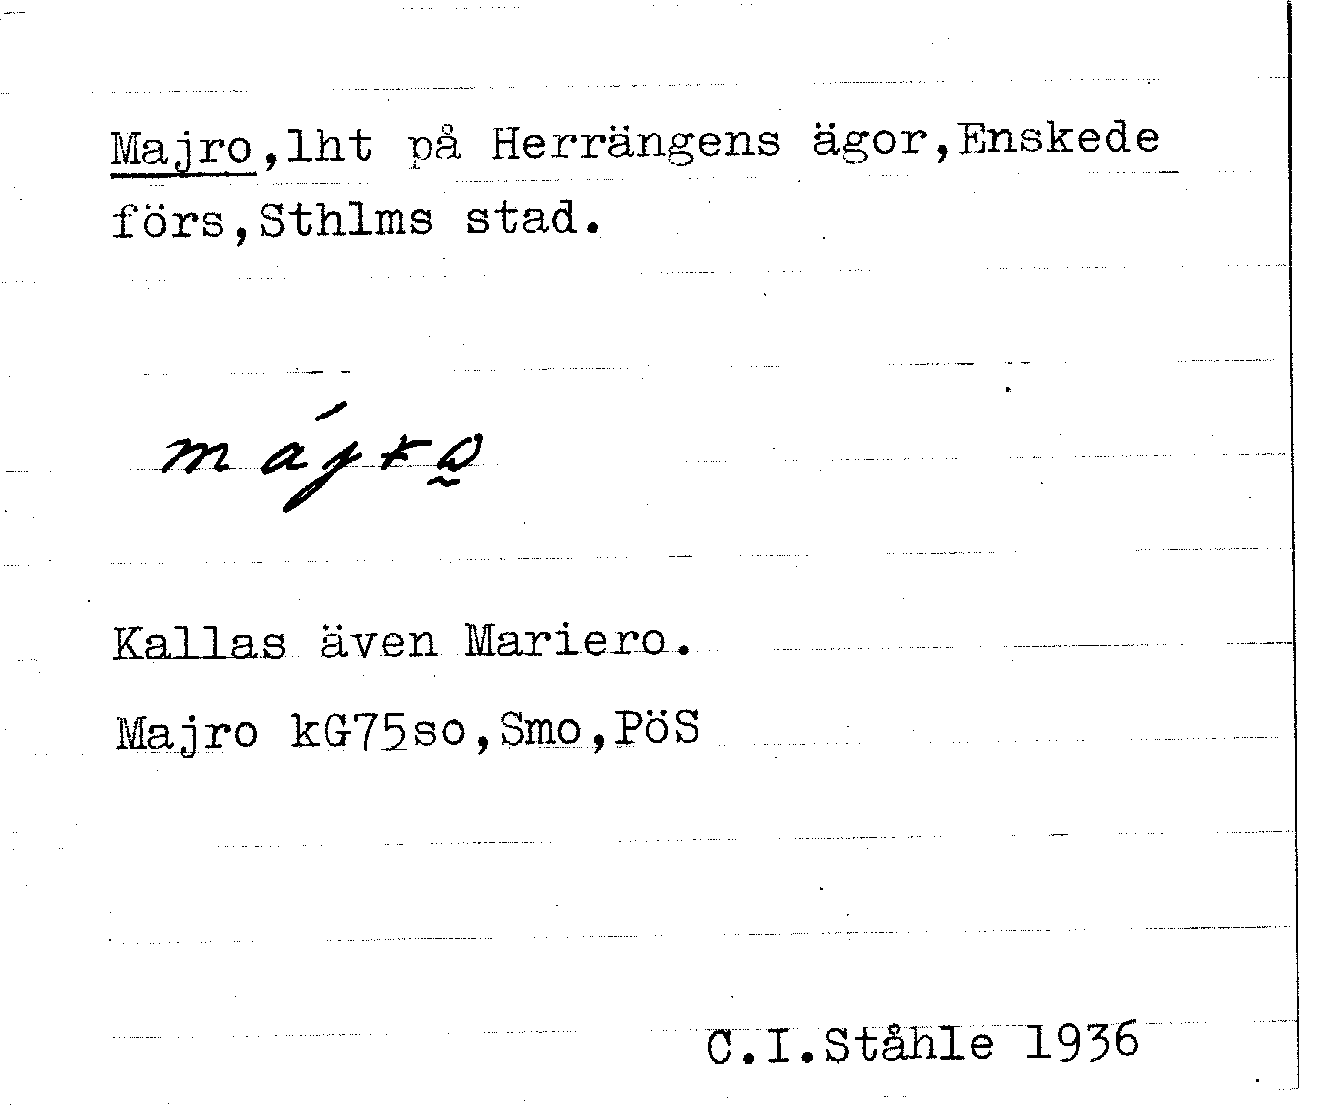 Majro,lht på Herrängens ägor,Enskede
förs,Sthlms stad.
Kallas även Mariero.
Majro kG75so,Smo,PöS
C.I.Ståhle 1936